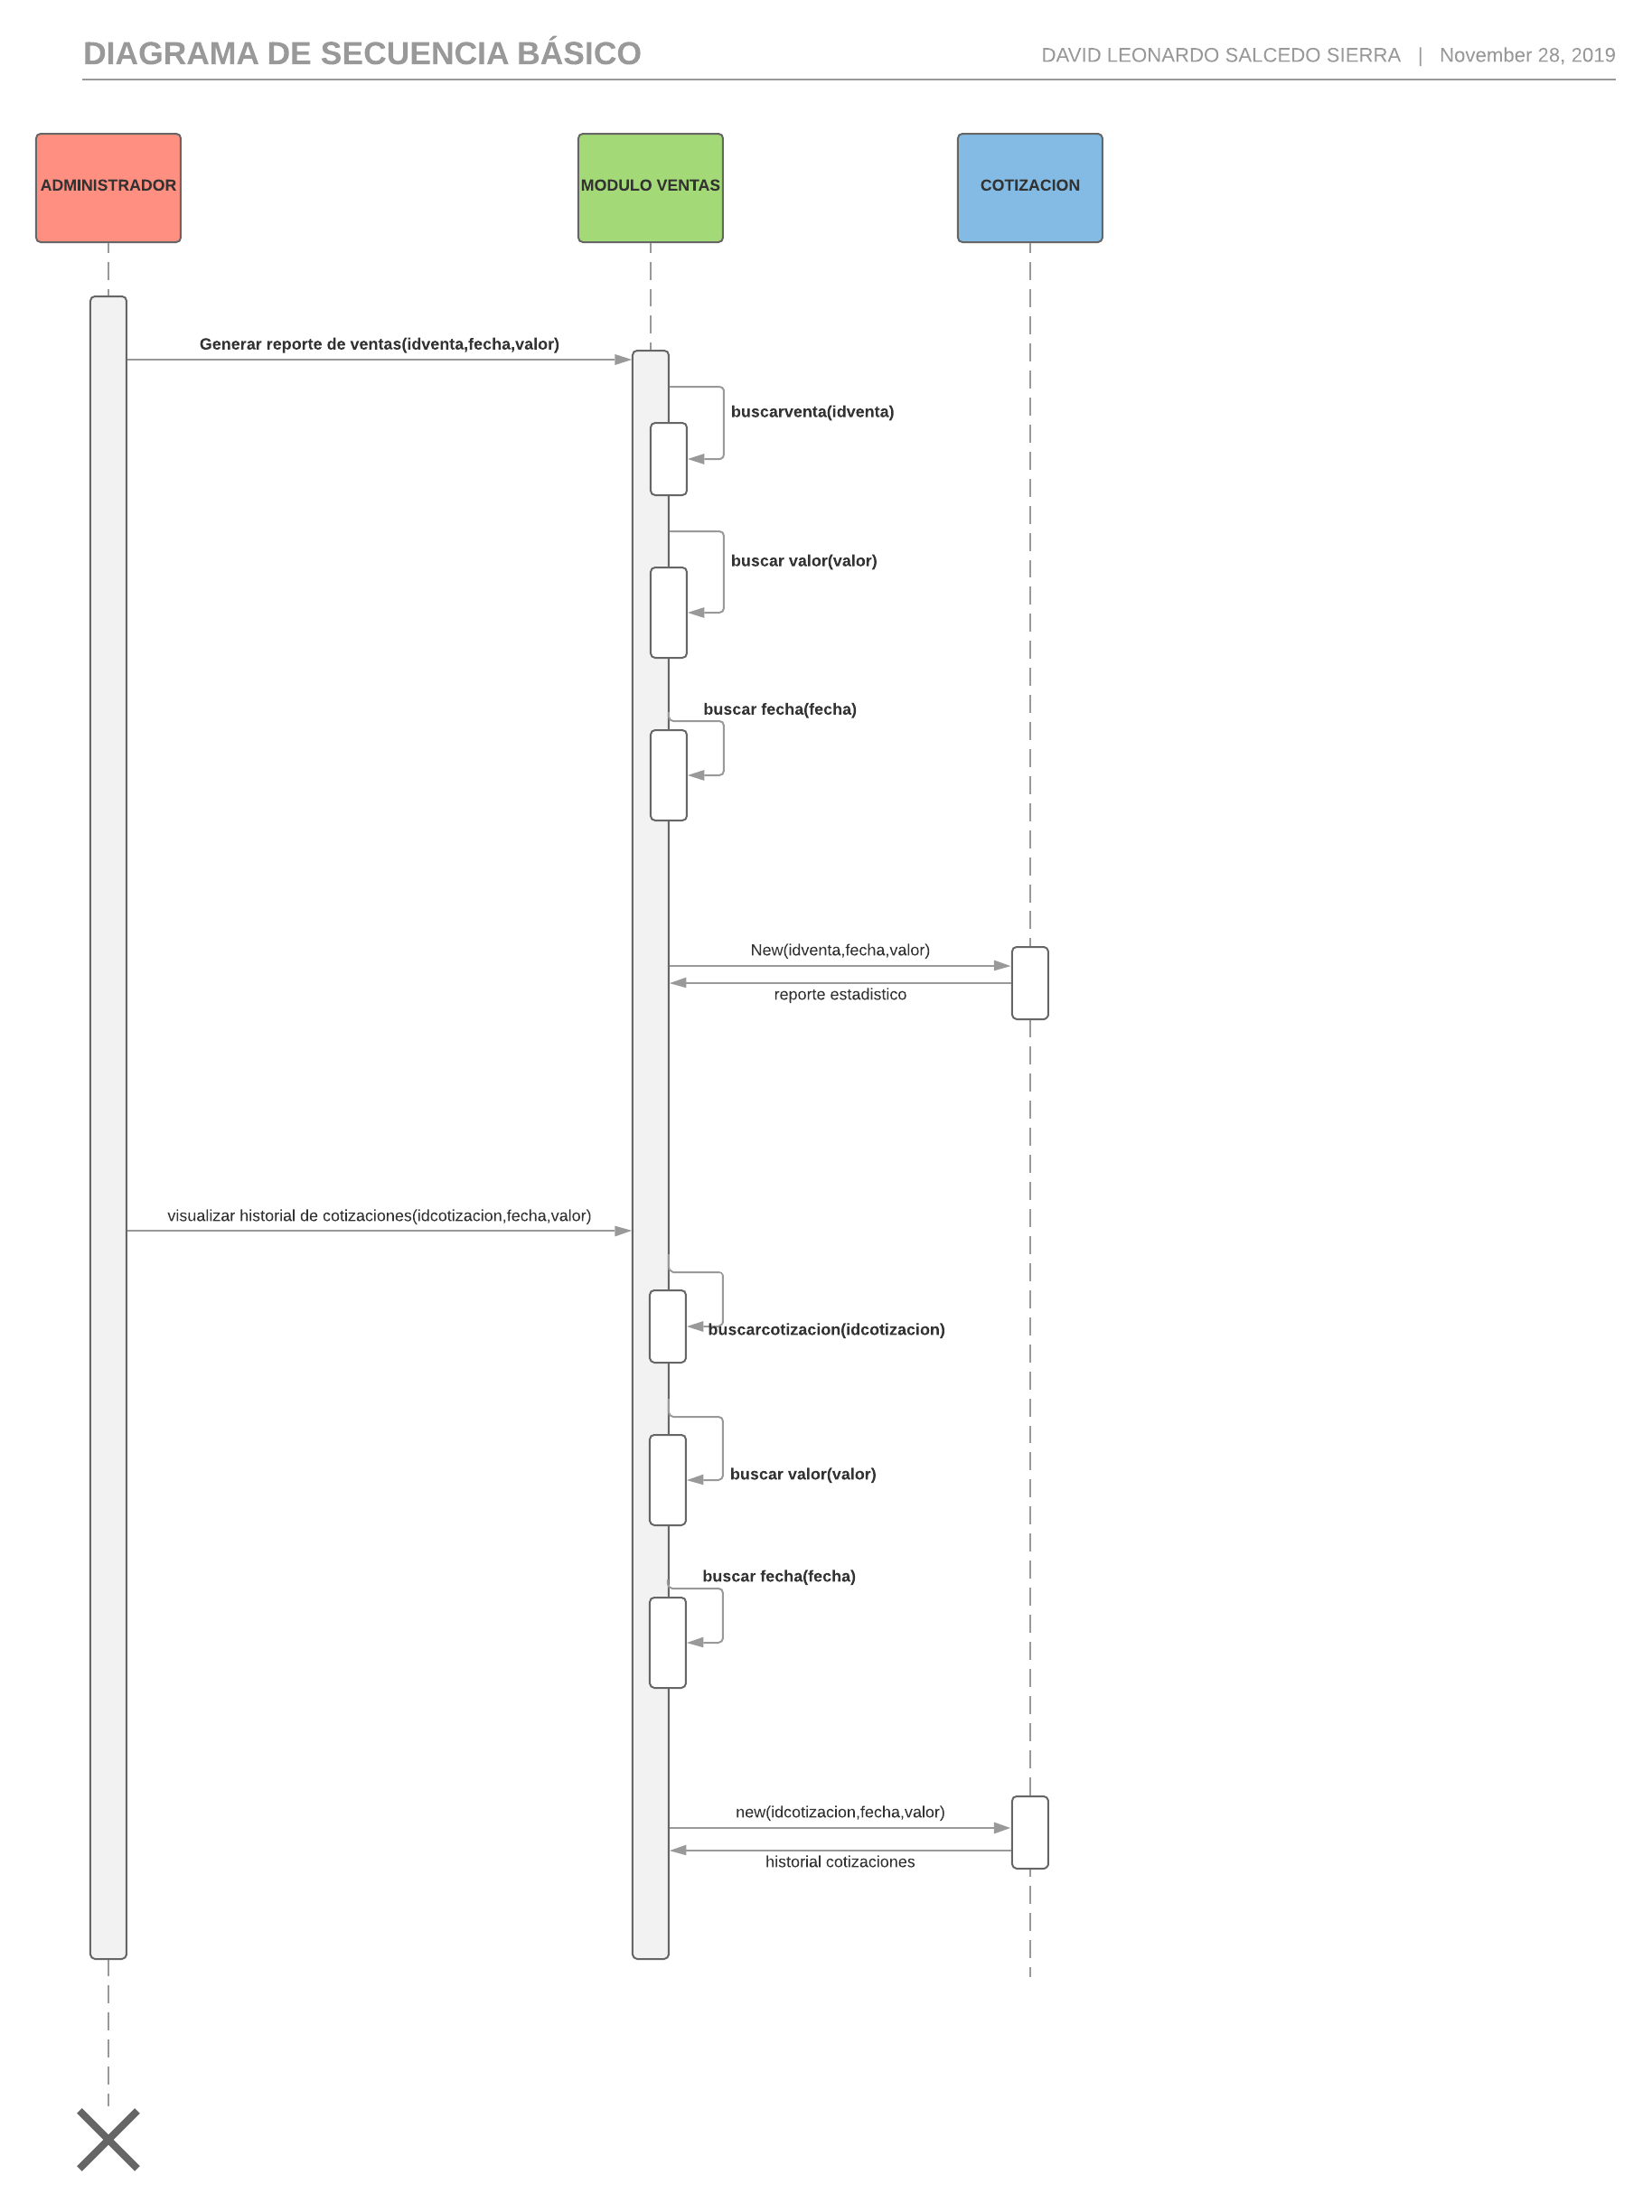 DIAGRAMA DE SECUENCIA BÁSICO
DAVID LEONARDO SALCEDO SIERRA | November 28, 2019
ADMINISTRADOR
MODULO VENTAS
COTIZACION
Generar reporte de ventas(idventa,fecha,valor)
buscarventa(idventa)
buscar valor(valor)
buscar fecha(fecha)
New(idventa,fecha,valor)
reporte estadistico
visualizar historial de cotizaciones(idcotizacion,fecha,valor)
buscarcotizacion(idcotizacion)
buscar valor(valor)
buscar fecha(fecha)
new(idcotizacion,fecha,valor)
historial cotizaciones